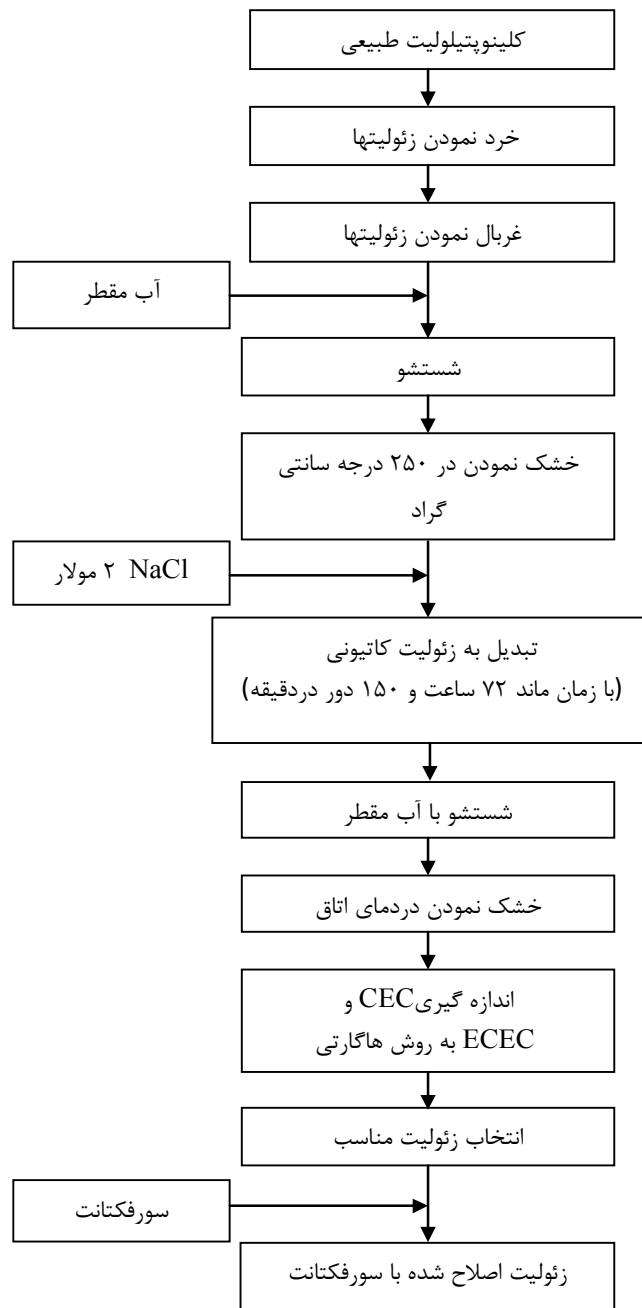 کلینوپتیلولیت طبیعی
خرد نمودن زئولیتها
غربال نمودن زئولیتها
آب مقطر
شستشو
خشک نمودن در ۲۵۰ درجه سانتی
گراد
NaCl ۲ مولار
تبدیل به زئولیت کاتیونی
(با زمان ماند ۷۲ ساعت و ۱۵۰ دور دردقیقه)
شستشو با آب مقطر
خشک نمودن دردمای اتاق
اندازه گیریCEC و
ECEC به روش هاگارتی
انتخاب زئولیت مناسب
سورفکتانت
زئولیت اصلاح شده با سورفکتانت